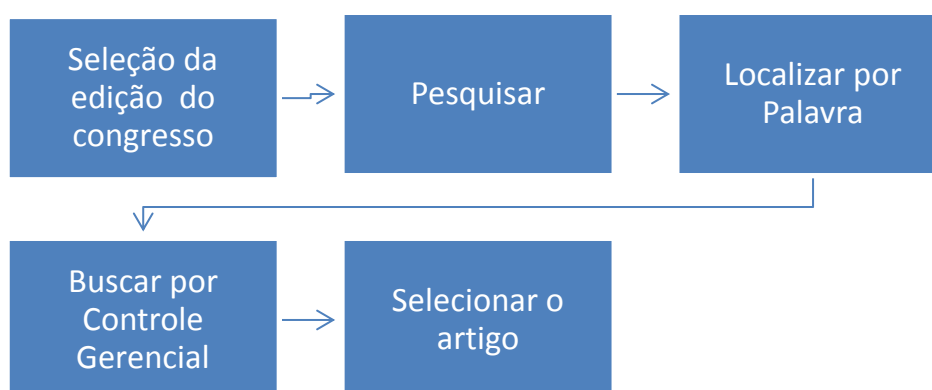 Seleção da
edição do
congresso
Pesquisar
Localizar por
Palavra
Buscar por
Controle
Gerencial
Selecionar o
artigo